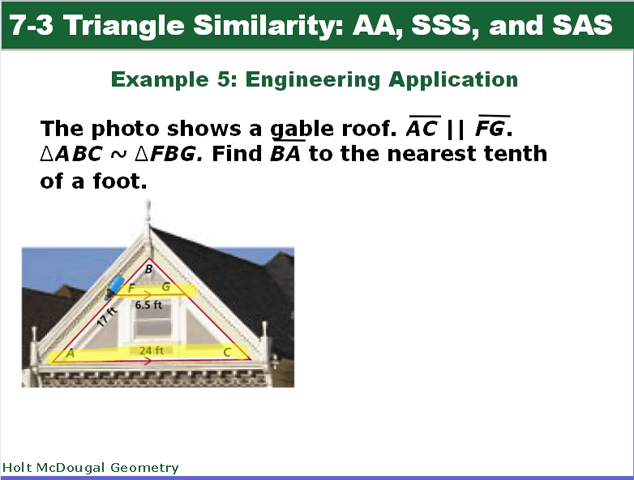 7-3 Triangle Similarity: AA, SSS, and SAS
Example 5: Engineering Application
The photo shows a gable roof. AC || FG.
∆ABC ~ ∆FBG. Find BA to the nearest tenth
of a foot.
B
F G
6.5 ft
17 ft
A 24 ft C
Holt McDougal Geometry